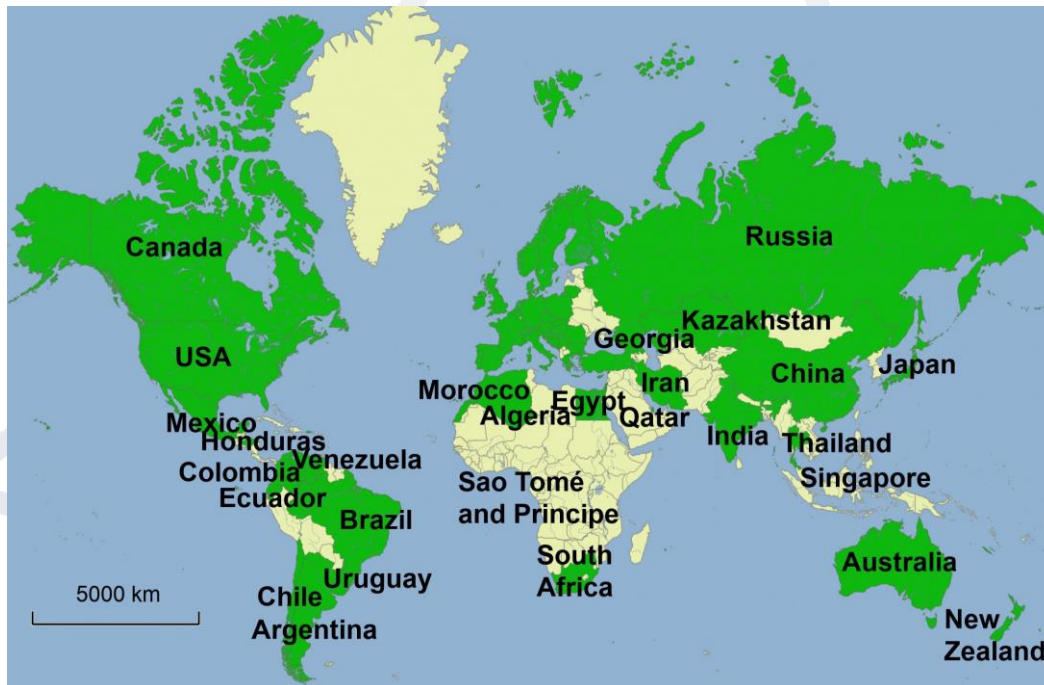 Canada
Russia
USA
Kazakhstan
Georgia
Japan
China
Morocco
Iran
Egypt
Algeria
Qatar
Mexico
India
Honduras
Thailand
Venezuela
Colombia
Singapore
Ecuador
Sao Tomé
and Principe
Brazil
South
Africa
Australia
Uruguay
5000 km
Chile
Argentina
New
Zealand